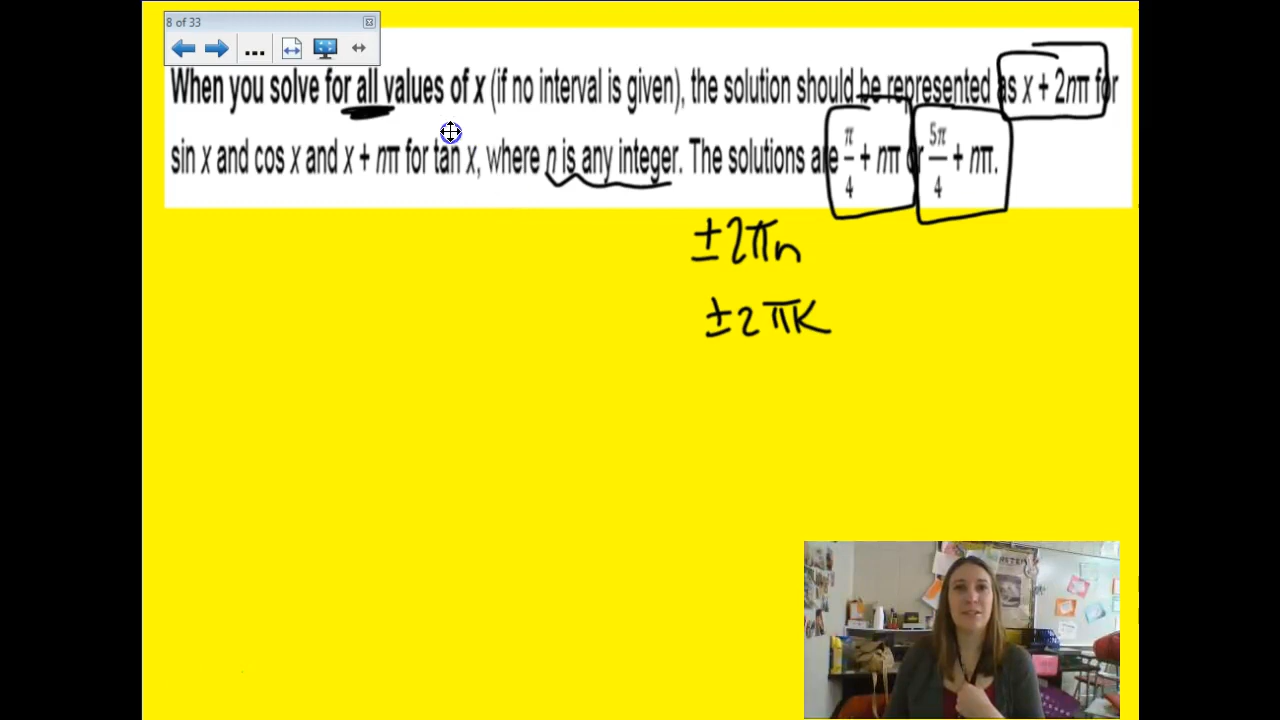 8 of 33
When you solve for all values of x (if no interval is given), the solution should be represented as x + 2nπ for
sin x and cos x and x + nπ for tan x, where n is any integer. The solutions are π/4 + nπ or 5π/4 + nπ.
±2πn
±2πk